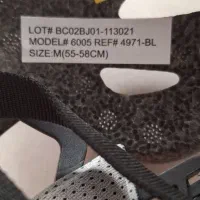 LOT# BC02BJ01-113021
MODEL# 6005 REF# 4971-BL
SIZE:M(55-58CM)